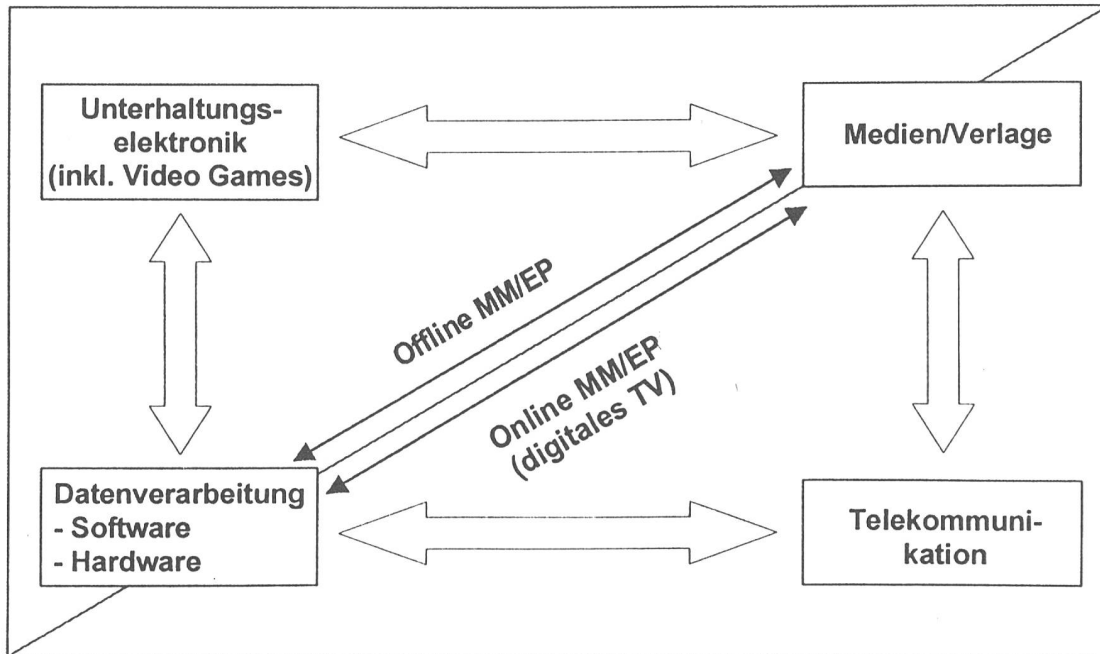 Unterhaltungs-
elektronik
(inkl. Video Games)
Medien/Verlage
Offline MM/EP
Online MM/EP
(digitales TV)
Datenverarbeitung
- Software
- Hardware
Telekommuni-
kation